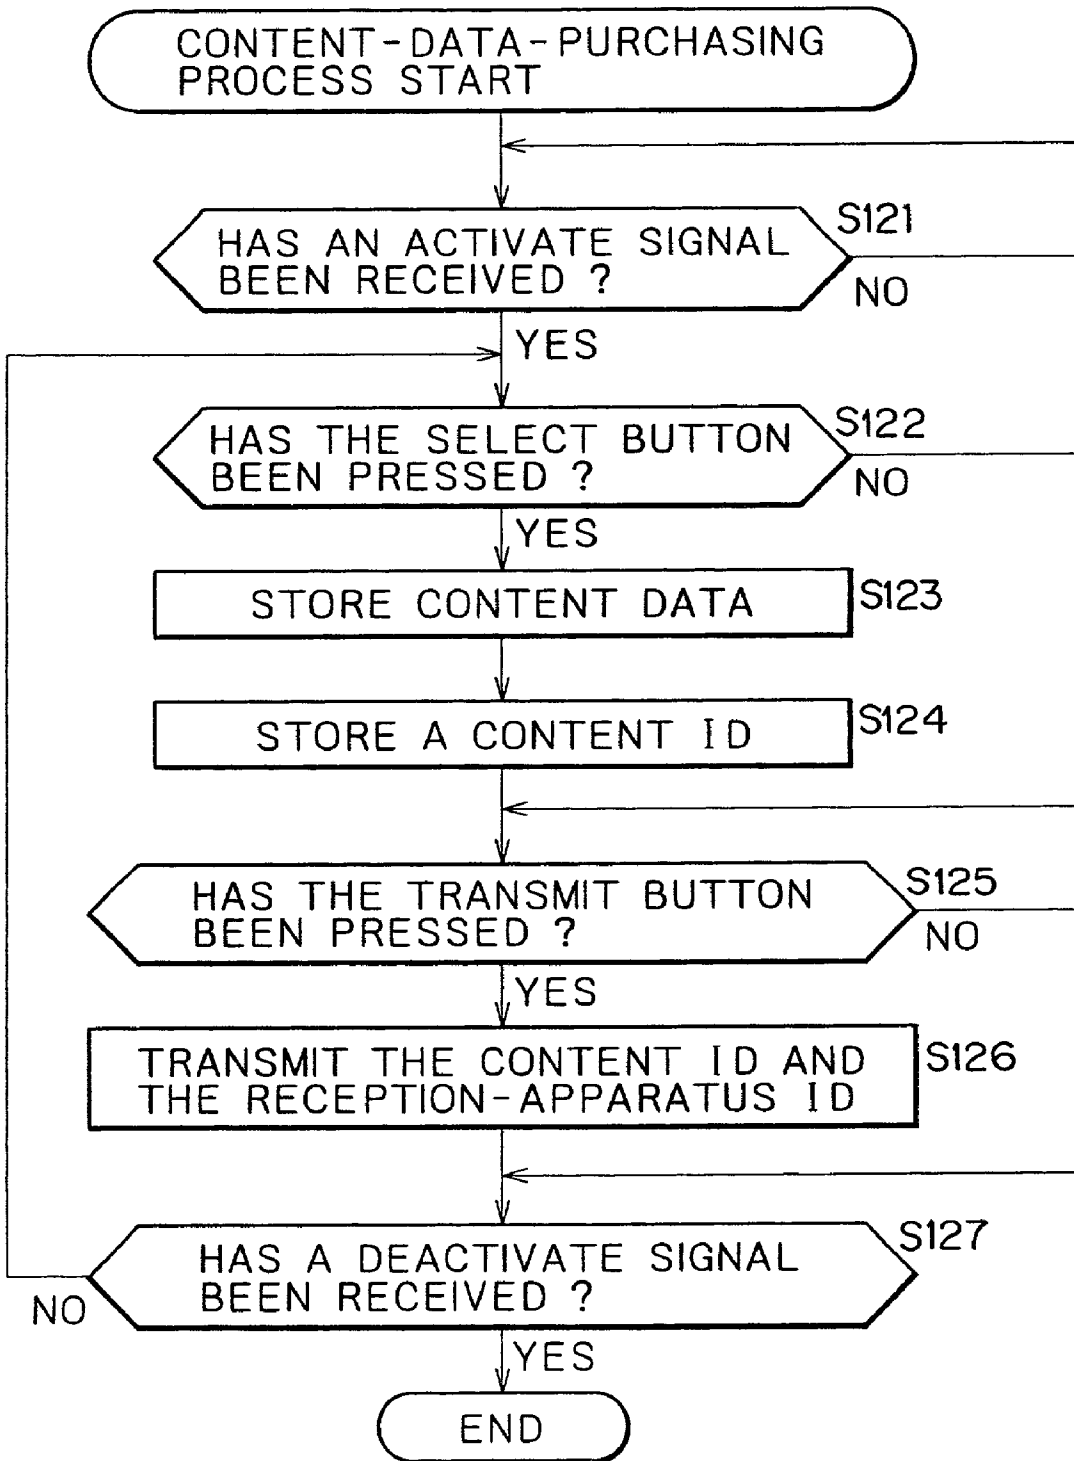 CONTENT-DATA-PURCHASING
PROCESS START
S121
HAS AN ACTIVATE SIGNAL
BEEN RECEIVED ?
NO
YES
S122
HAS THE SELECT BUTTON
BEEN PRESSED ?
NO
YES
STORE CONTENT DATA
S123
STORE A CONTENT ID
S124
HAS THE TRANSMIT BUTTON
BEEN PRESSED ?
S125
NO
YES
TRANSMIT THE CONTENT ID AND
THE RECEPTION-APPARATUS ID
S126
HAS A DEACTIVATE SIGNAL
BEEN RECEIVED ?
S127
NO
YES
END